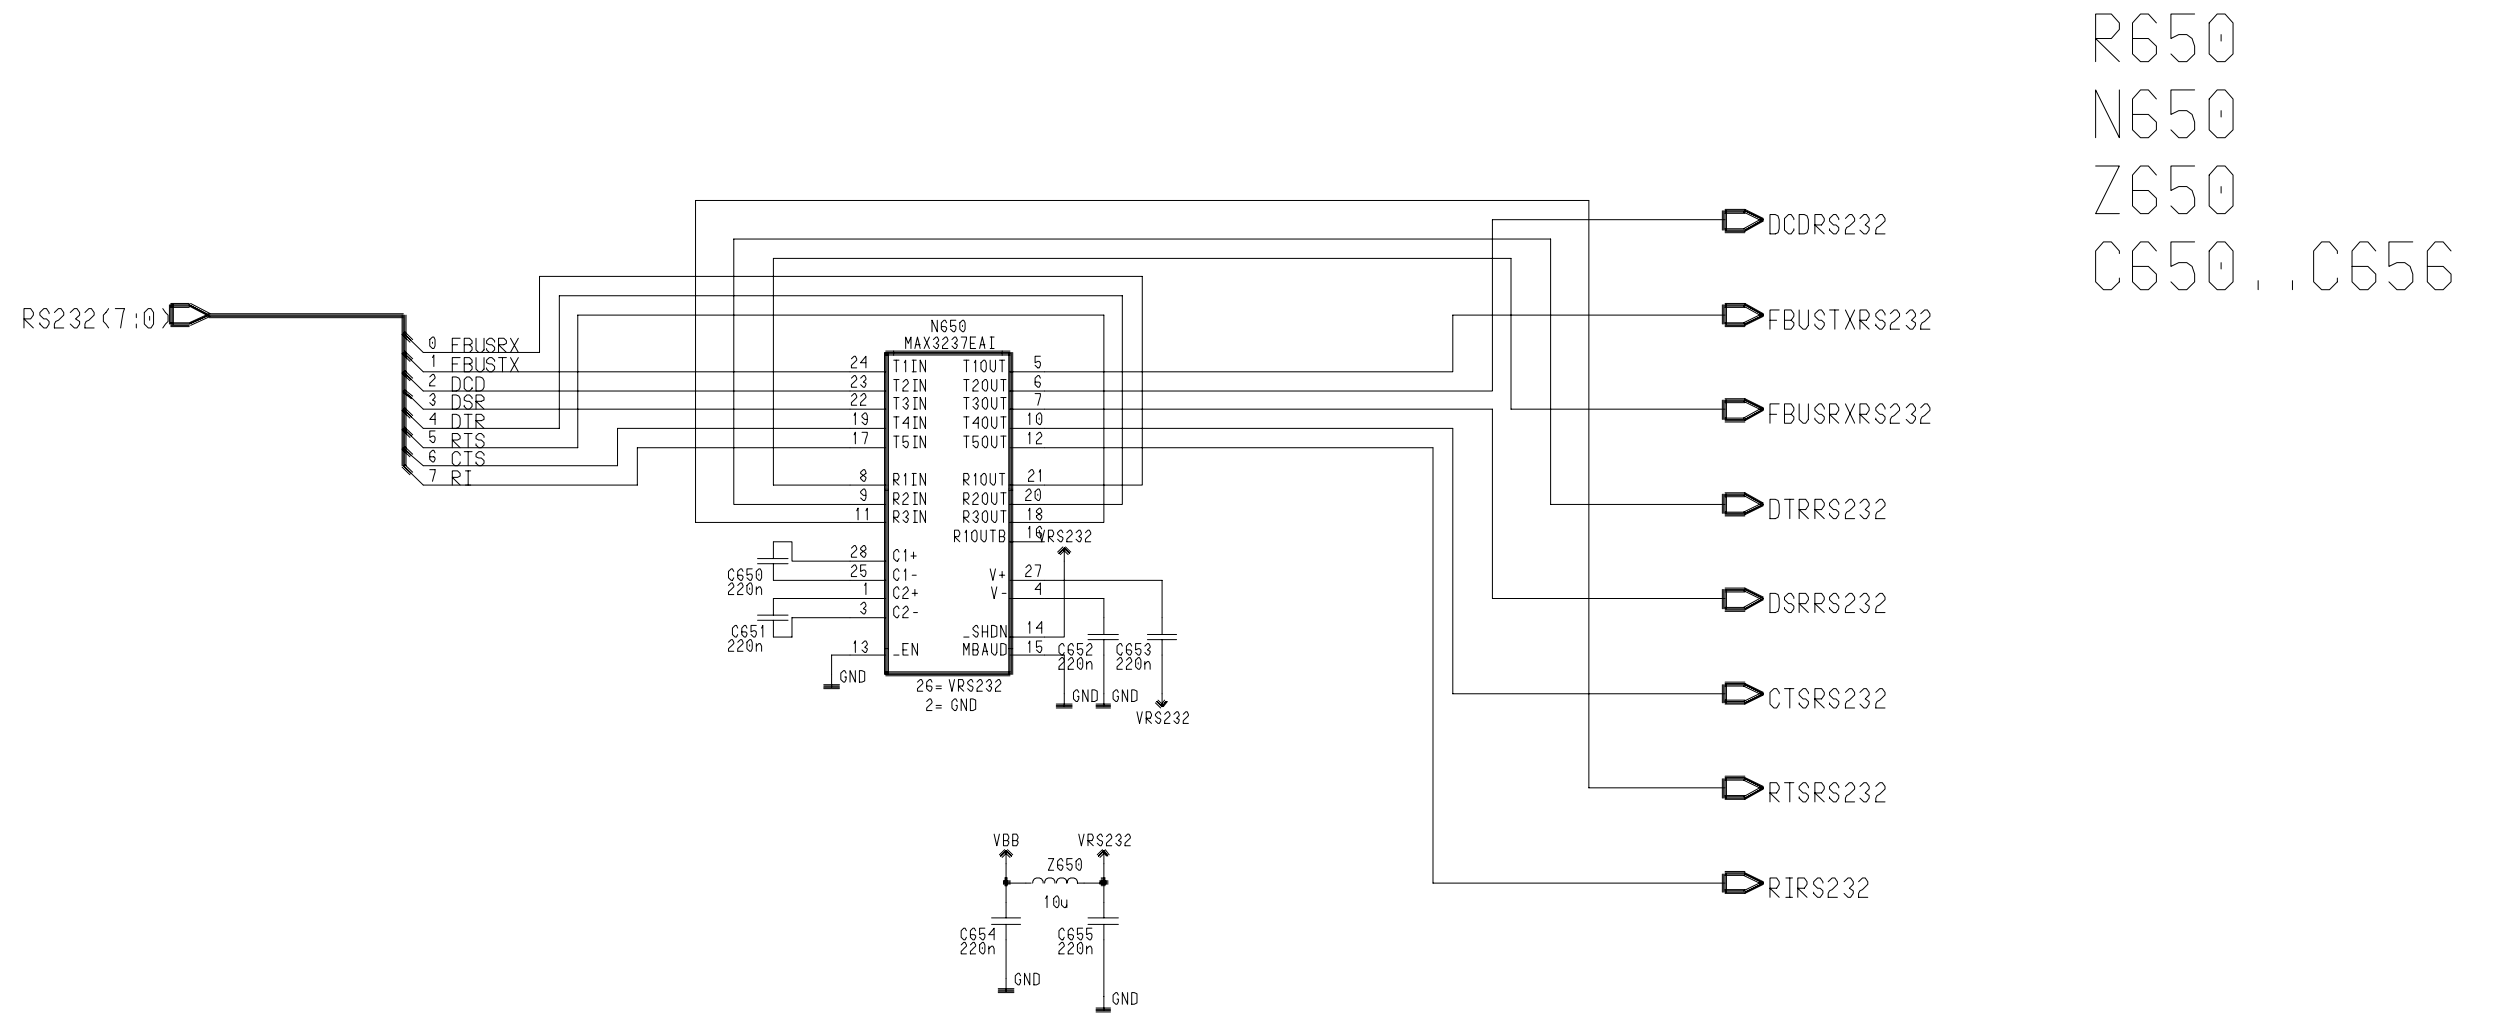 R650
N650
Z650
C650..C656
RS232(7:0)
0 FBUSRX
1 FBUSTX
2 DCD
3 DSR
4 DTR
5 RTS
6 CTS
7 RI
N650
MAX3237EAI
24 T1IN T1OUT 5
23 T2IN T2OUT 6
22 T3IN T3OUT 7
19 T4IN T4OUT 10
17 T5IN T5OUT 12
8 R1IN R1OUT 21
9 R2IN R2OUT 20
11 R3IN R3OUT 18
R1OUTB 16
VRS232
28 C1+
25 C1- V+ 27
1 C2+ V- 4
3 C2-
_SHDN 14
13 _EN MBAUD 15
C650
220n
C651
220n
GND
C652
220n
C653
220n
GND
GND
VRS232
26= VRS232
2= GND
DCDRS232
FBUSTXRS232
FBUSRXRS232
DTRRS232
DSRRS232
CTSRS232
RTSRS232
RIRS232
VBB
VRS232
Z650
10u
C654
220n
C655
220n
GND
GND